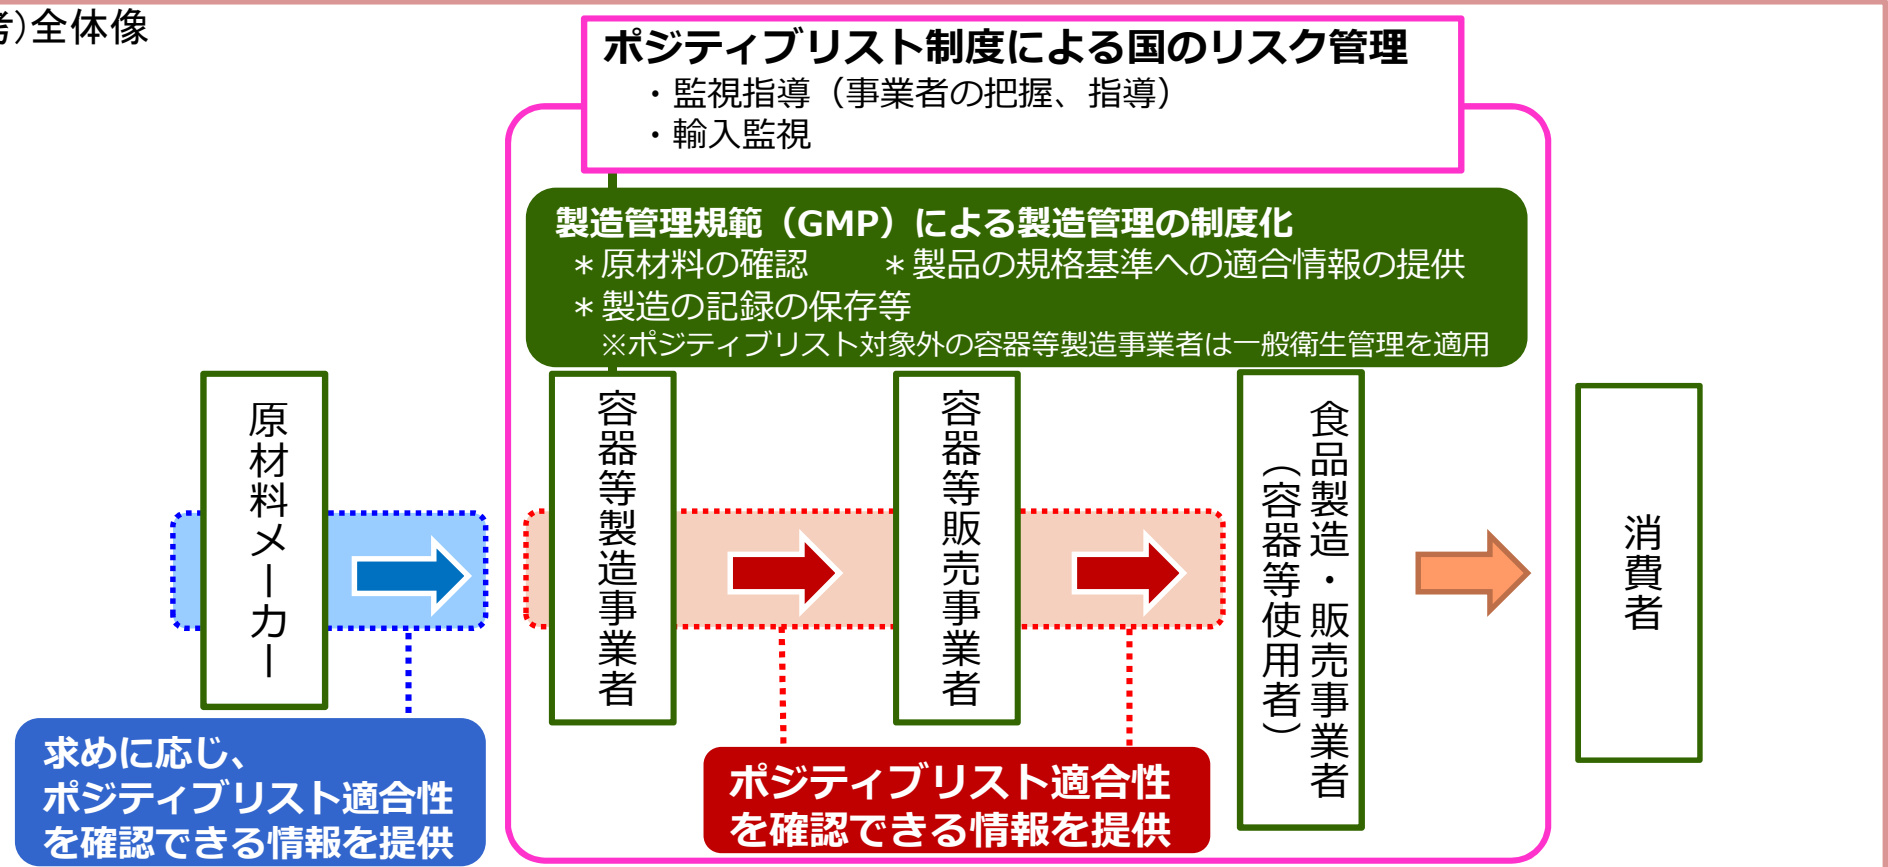 考)全体像
ポジティブリスト制度による国のリスク管理
・監視指導（事業者の把握、指導）
・輸入監視
製造管理規範（GMP）による製造管理の制度化
＊原材料の確認　＊製品の規格基準への適合情報の提供
＊製造の記録の保存等
※ポジティブリスト対象外の容器等製造事業者は一般衛生管理を適用
原材料メーカー
容器等製造事業者
容器等販売事業者
食品製造・販売事業者
（容器等使用者）
消費者
求めに応じ、
ポジティブリスト適合性
を確認できる情報を提供
ポジティブリスト適合性
を確認できる情報を提供